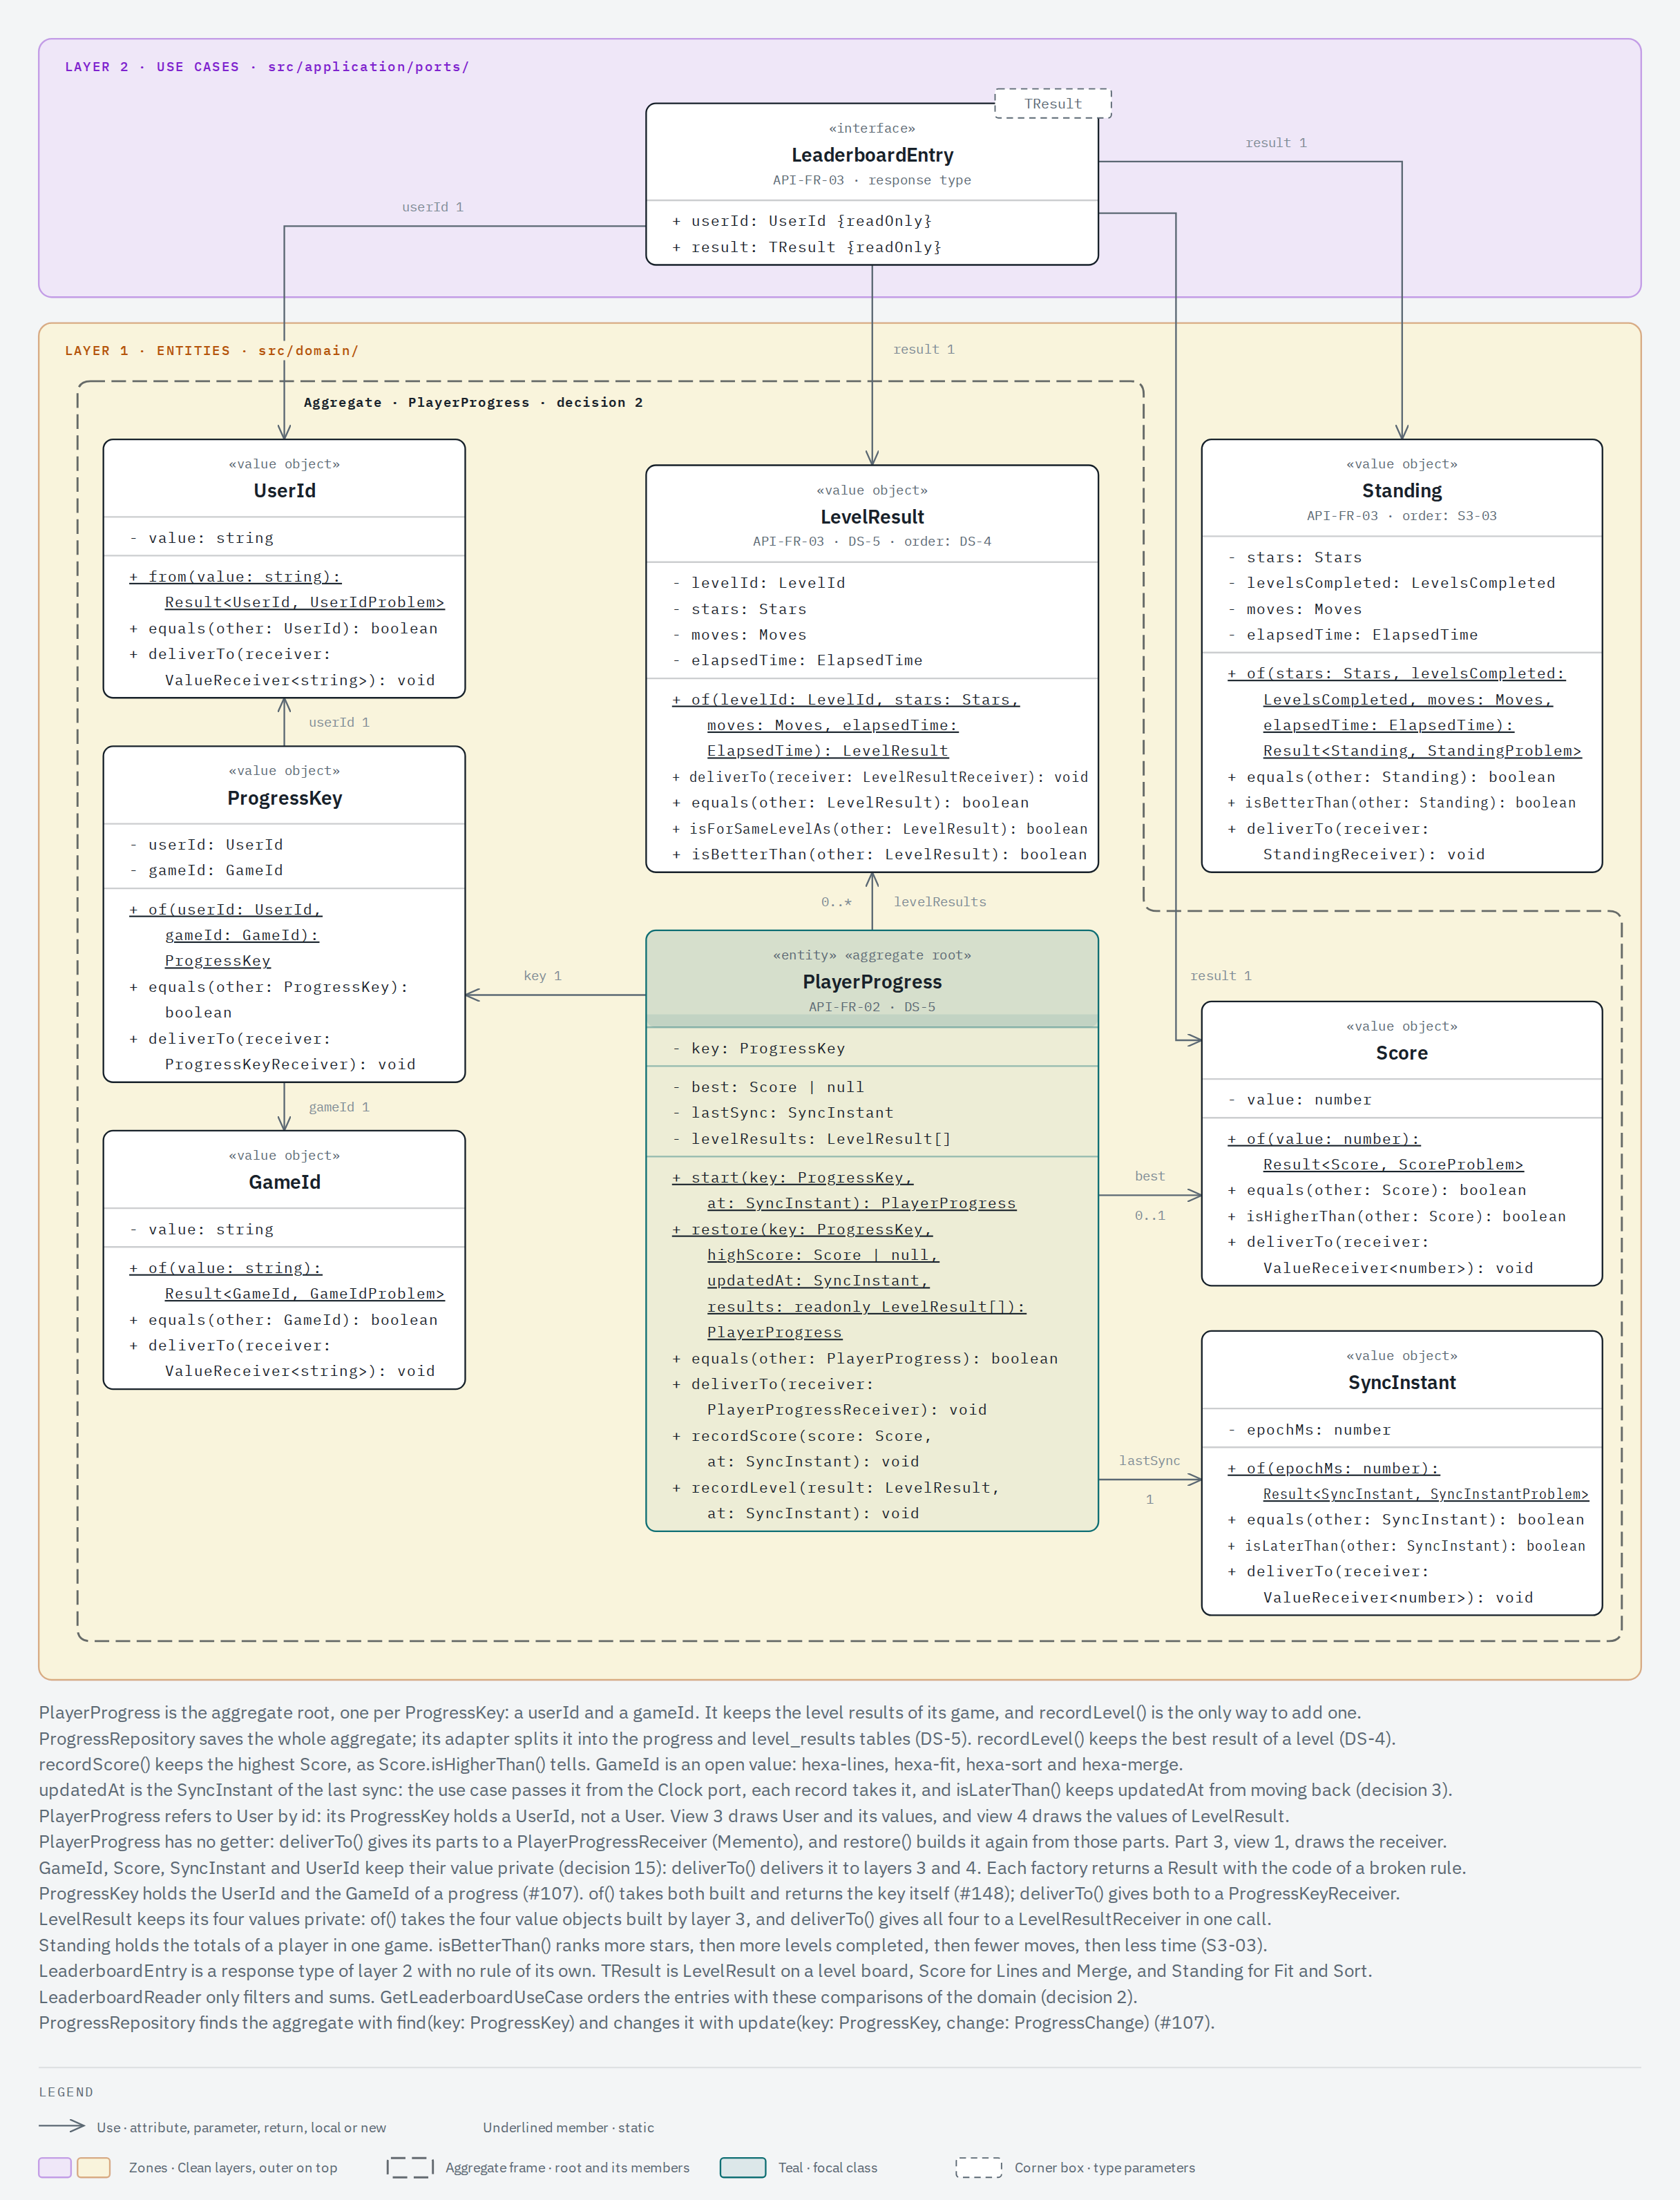 LAYER 2 · USE CASES · src/application/ports/
TResult
«interface»
LeaderboardEntry
API-FR-03 · response type
+ userId: UserId {readOnly}
+ result: TResult {readOnly}
userId 1
result 1
LAYER 1 · ENTITIES · src/domain/
result 1
Aggregate · PlayerProgress · decision 2
«value object»
UserId
- value: string
+ from(value: string):
Result<UserId, UserIdProblem>
+ equals(other: UserId): boolean
+ deliverTo(receiver:
ValueReceiver<string>): void
userId 1
«value object»
ProgressKey
- userId: UserId
- gameId: GameId
+ of(userId: UserId,
gameId: GameId):
ProgressKey
+ equals(other: ProgressKey):
boolean
+ deliverTo(receiver:
ProgressKeyReceiver): void
gameId 1
«value object»
GameId
- value: string
+ of(value: string):
Result<GameId, GameIdProblem>
+ equals(other: GameId): boolean
+ deliverTo(receiver:
ValueReceiver<string>): void
«value object»
LevelResult
API-FR-03 · DS-5 · order: DS-4
- levelId: LevelId
- stars: Stars
- moves: Moves
- elapsedTime: ElapsedTime
+ of(levelId: LevelId, stars: Stars,
moves: Moves, elapsedTime:
ElapsedTime): LevelResult
+ deliverTo(receiver: LevelResultReceiver): void
+ equals(other: LevelResult): boolean
+ isForSameLevelAs(other: LevelResult): boolean
+ isBetterThan(other: LevelResult): boolean
0..*
levelResults
key 1
«entity» «aggregate root»
PlayerProgress
API-FR-02 · DS-5
- key: ProgressKey
- best: Score | null
- lastSync: SyncInstant
- levelResults: LevelResult[]
+ start(key: ProgressKey,
at: SyncInstant): PlayerProgress
+ restore(key: ProgressKey,
highScore: Score | null,
updatedAt: SyncInstant,
results: readonly LevelResult[]):
PlayerProgress
+ equals(other: PlayerProgress): boolean
+ deliverTo(receiver:
PlayerProgressReceiver): void
+ recordScore(score: Score,
at: SyncInstant): void
+ recordLevel(result: LevelResult,
at: SyncInstant): void
«value object»
Standing
API-FR-03 · order: S3-03
- stars: Stars
- levelsCompleted: LevelsCompleted
- moves: Moves
- elapsedTime: ElapsedTime
+ of(stars: Stars, levelsCompleted:
LevelsCompleted, moves: Moves,
elapsedTime: ElapsedTime):
Result<Standing, StandingProblem>
+ equals(other: Standing): boolean
+ isBetterThan(other: Standing): boolean
+ deliverTo(receiver:
StandingReceiver): void
result 1
«value object»
Score
- value: number
+ of(value: number):
Result<Score, ScoreProblem>
+ equals(other: Score): boolean
+ isHigherThan(other: Score): boolean
+ deliverTo(receiver:
ValueReceiver<number>): void
best
0..1
«value object»
SyncInstant
- epochMs: number
+ of(epochMs: number):
Result<SyncInstant, SyncInstantProblem>
+ equals(other: SyncInstant): boolean
+ isLaterThan(other: SyncInstant): boolean
+ deliverTo(receiver:
ValueReceiver<number>): void
lastSync
1
PlayerProgress is the aggregate root, one per ProgressKey: a userId and a gameId. It keeps the level results of its game, and recordLevel() is the only way to add one.
ProgressRepository saves the whole aggregate; its adapter splits it into the progress and level_results tables (DS-5). recordLevel() keeps the best result of a level (DS-4).
recordScore() keeps the highest Score, as Score.isHigherThan() tells. GameId is an open value: hexa-lines, hexa-fit, hexa-sort and hexa-merge.
updatedAt is the SyncInstant of the last sync: the use case passes it from the Clock port, each record takes it, and isLaterThan() keeps updatedAt from moving back (decision 3).
PlayerProgress refers to User by id: its ProgressKey holds a UserId, not a User. View 3 draws User and its values, and view 4 draws the values of LevelResult.
PlayerProgress has no getter: deliverTo() gives its parts to a PlayerProgressReceiver (Memento), and restore() builds it again from those parts. Part 3, view 1, draws the receiver.
GameId, Score, SyncInstant and UserId keep their value private (decision 15): deliverTo() delivers it to layers 3 and 4. Each factory returns a Result with the code of a broken rule.
ProgressKey holds the UserId and the GameId of a progress (#107). of() takes both built and returns the key itself (#148); deliverTo() gives both to a ProgressKeyReceiver.
LevelResult keeps its four values private: of() takes the four value objects built by layer 3, and deliverTo() gives all four to a LevelResultReceiver in one call.
Standing holds the totals of a player in one game. isBetterThan() ranks more stars, then more levels completed, then fewer moves, then less time (S3-03).
LeaderboardEntry is a response type of layer 2 with no rule of its own. TResult is LevelResult on a level board, Score for Lines and Merge, and Standing for Fit and Sort.
LeaderboardReader only filters and sums. GetLeaderboardUseCase orders the entries with these comparisons of the domain (decision 2).
ProgressRepository finds the aggregate with find(key: ProgressKey) and changes it with update(key: ProgressKey, change: ProgressChange) (#107).
LEGEND
Use · attribute, parameter, return, local or new
Underlined member · static
Zones · Clean layers, outer on top
Aggregate frame · root and its members
Teal · focal class
Corner box · type parameters